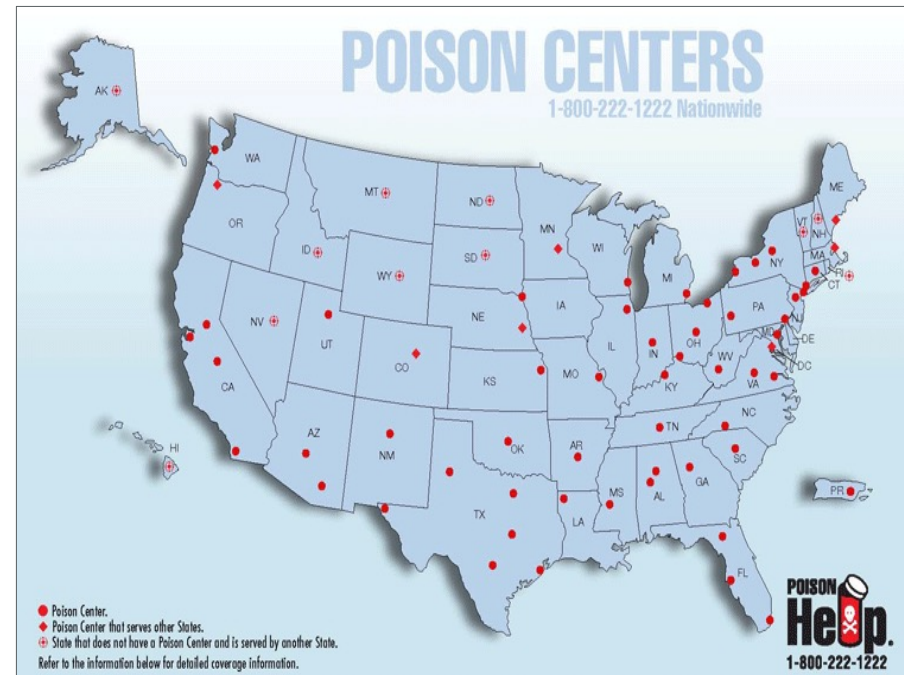 POISON CENTERS
1-800-222-1222 Nationwide
AK
WA
MT
ND
ME
OR
MN
VT
NH
ID
SD
WI
NY
MA
WY
MI
RI
CT
IA
PA
NE
NJ
NV
OH
UT
IL
IN
MD
DE
CO
WV
DC
CA
KS
MO
VA
KY
NC
AZ
TN
OK
AR
NM
SC
HI
MS
AL
GA
PR
TX
LA
FL
Poison Center.
Poison Center that serves other States.
State that does not have a Poison Center and is served by another State.
Refer to the information below for detailed coverage information.
POISON
Help.
1-800-222-1222